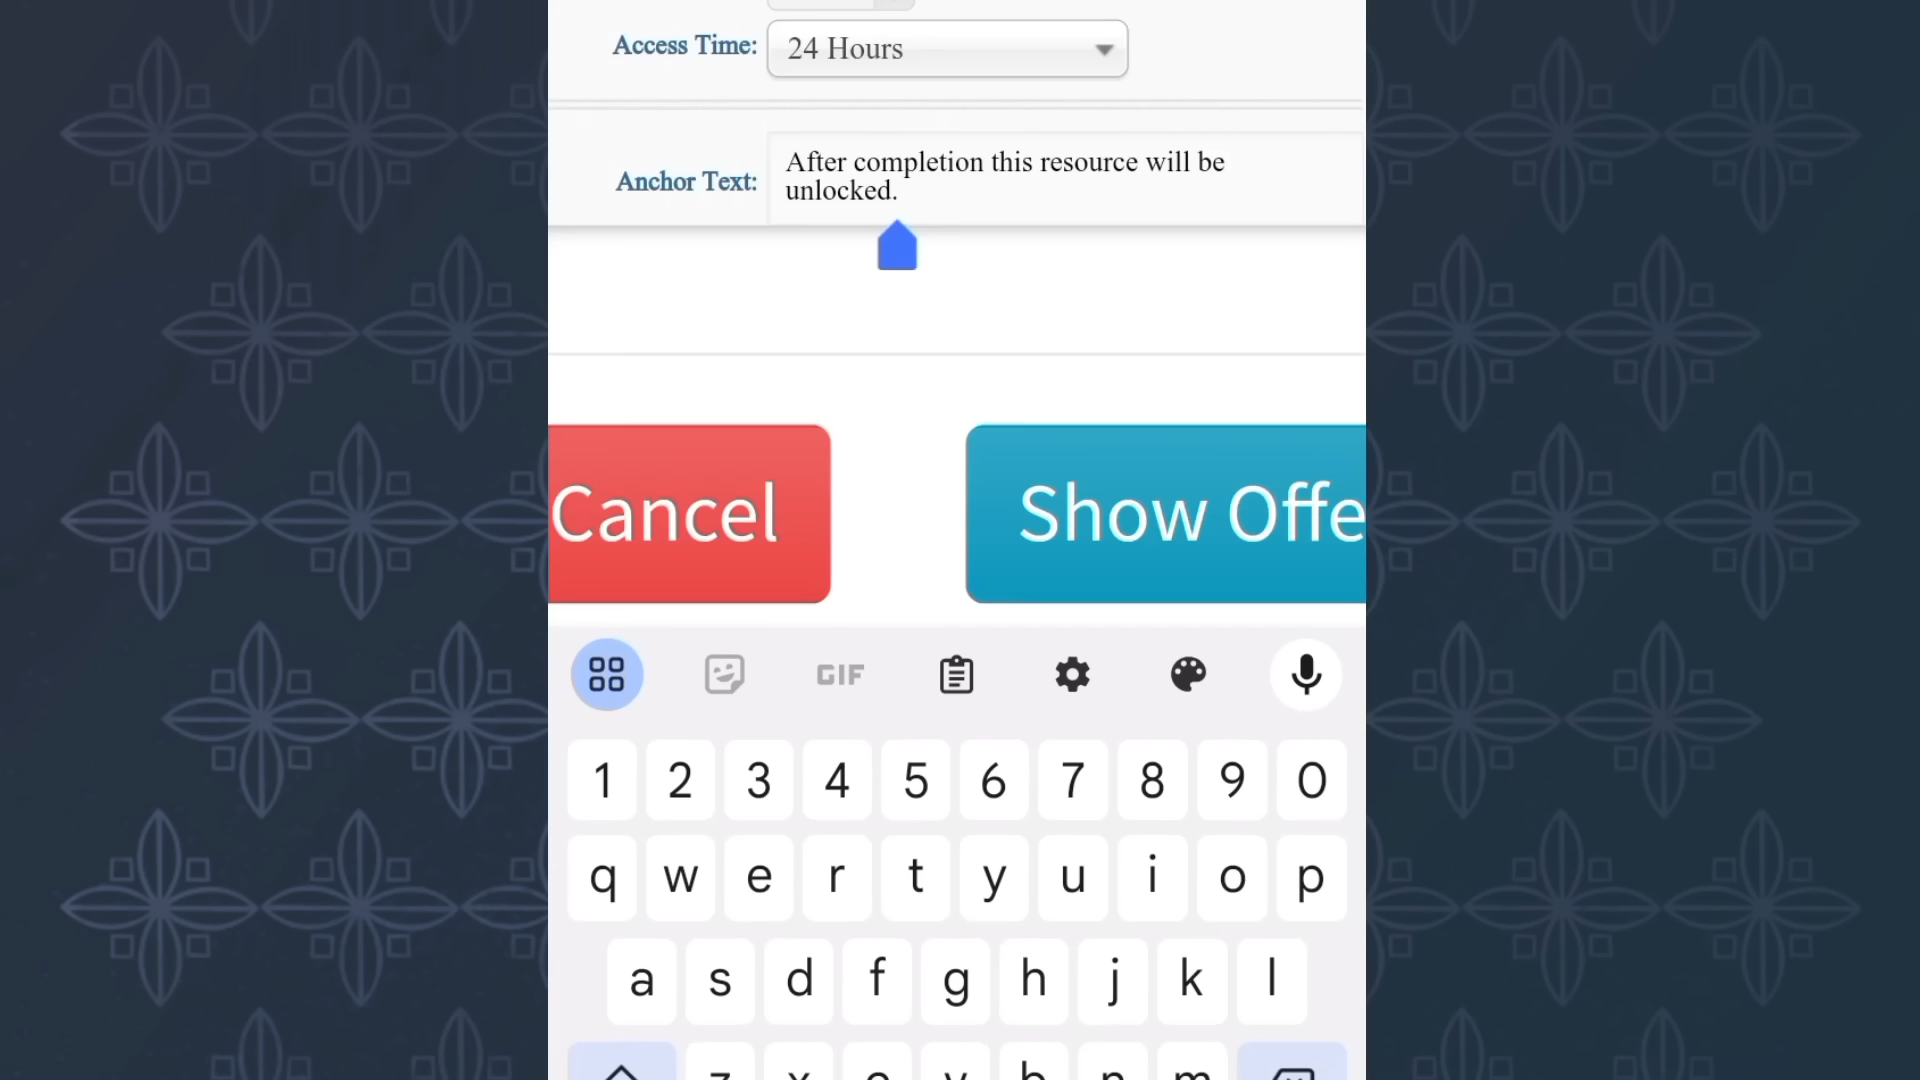 Access Time: 24 Hours
Anchor Text: After completion this resource will be
unlocked.
Cancel Show Offe
GIF
1 2 3 4 5 6 7 8 9 0
q w e r t y u i o p
a s d f g h j k l
z x c v b n m